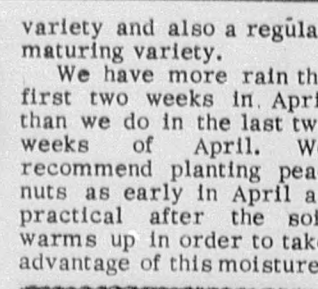 variety and also a regula
maturing variety.
We have more rain th
first two weeks in April
than we do in the last tw
weeks of April. W
recommend planting pea
nuts as early in April a
practical after the soi
warms up in order to tak
advantage of this moisture